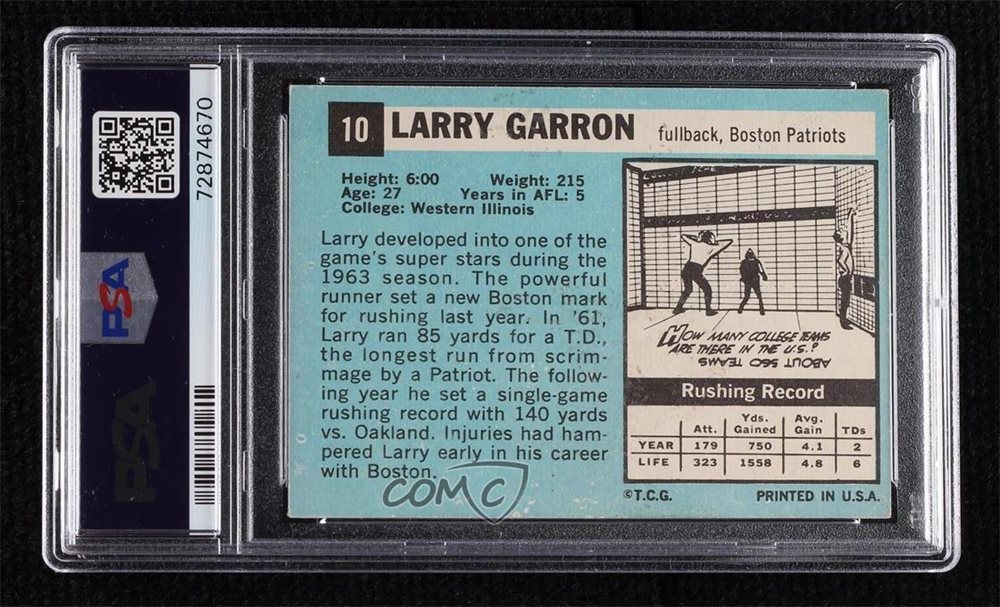 72874670
PSA
PSA
10 LARRY GARRON fullback, Boston Patriots
Height: 6:00 Weight: 215
Age: 27 Years in AFL: 5
College: Western Illinois
Larry developed into one of the
game's super stars during the
1963 season. The powerful
runner set a new Boston mark
for rushing last year. In '61,
Larry ran 85 yards for a T.D.,
the longest run from scrim-
mage by a Patriot. The follow-
ing year he set a single-game
rushing record with 140 yards
vs. Oakland. Injuries had ham-
pered Larry early in his career
with Boston.
HOW MANY COLLEGE TEAMS
ARE THERE IN THE U.S.?
ABOUT 560 TEAMS
Rushing Record
Att. Yds. Gained Avg. Gain TDs
YEAR 179 750 4.1 2
LIFE 323 1558 4.8 6
©T.C.G. PRINTED IN U.S.A.
COMC